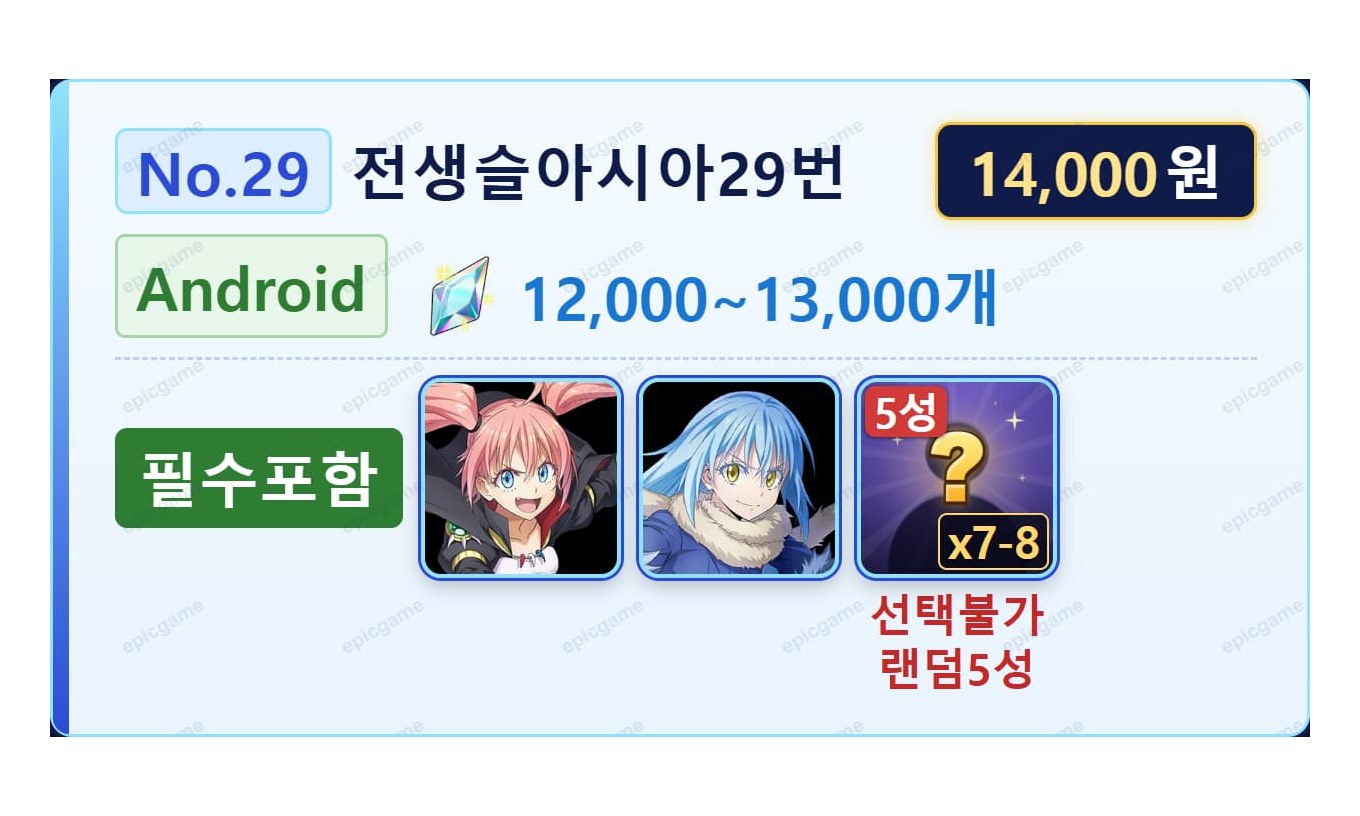 No.29 전생슬아시아29번 14,000원
Android 12,000~13,000개
필수포함
5성
?
x7-8
선택불가
랜덤5성
epicgame